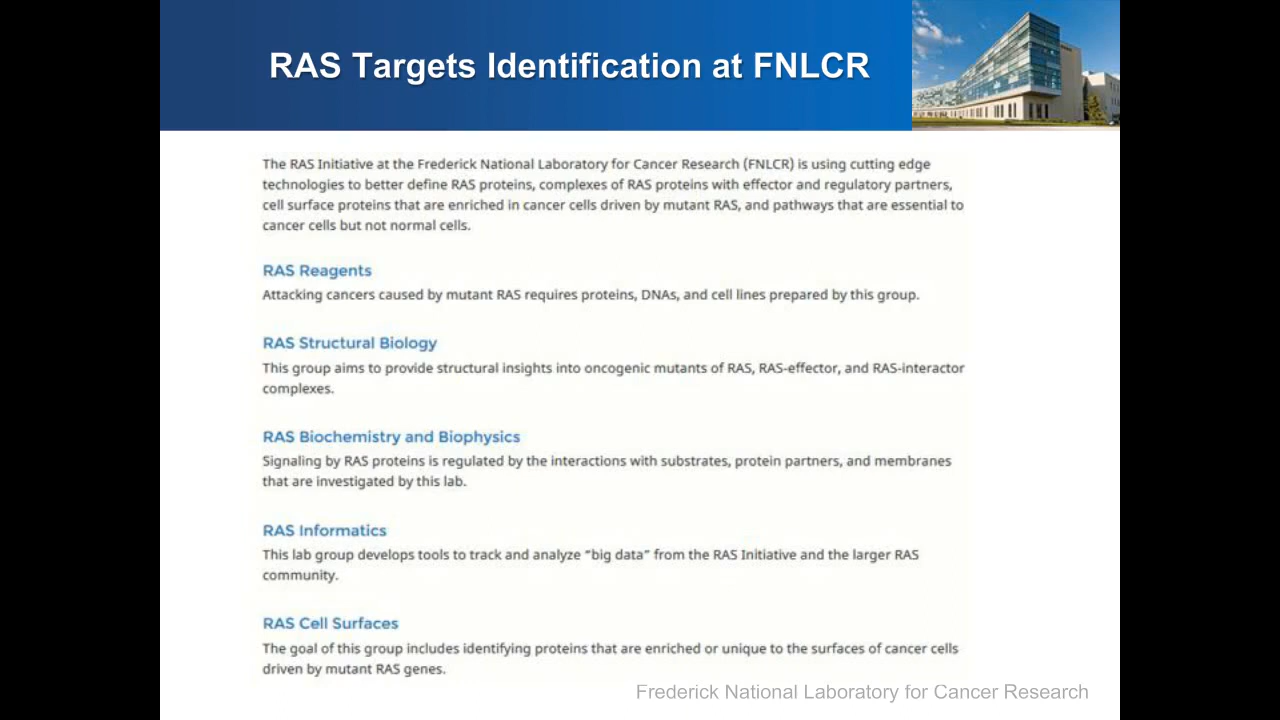 RAS Targets Identification at FNLCR
The RAS Initiative at the Frederick National Laboratory for Cancer Research (FNLCR) is using cutting edge
technologies to better define RAS proteins, complexes of RAS proteins with effector and regulatory partners,
cell surface proteins that are enriched in cancer cells driven by mutant RAS, and pathways that are essential to
cancer cells but not normal cells.
RAS Reagents
Attacking cancers caused by mutant RAS requires proteins, DNAs, and cell lines prepared by this group.
RAS Structural Biology
This group aims to provide structural insights into oncogenic mutants of RAS, RAS-effector, and RAS-interactor
complexes.
RAS Biochemistry and Biophysics
Signaling by RAS proteins is regulated by the interactions with substrates, protein partners, and membranes
that are investigated by this lab.
RAS Informatics
This lab group develops tools to track and analyze “big data” from the RAS Initiative and the larger RAS
community.
RAS Cell Surfaces
The goal of this group includes identifying proteins that are enriched or unique to the surfaces of cancer cells
driven by mutant RAS genes.
Frederick National Laboratory for Cancer Research